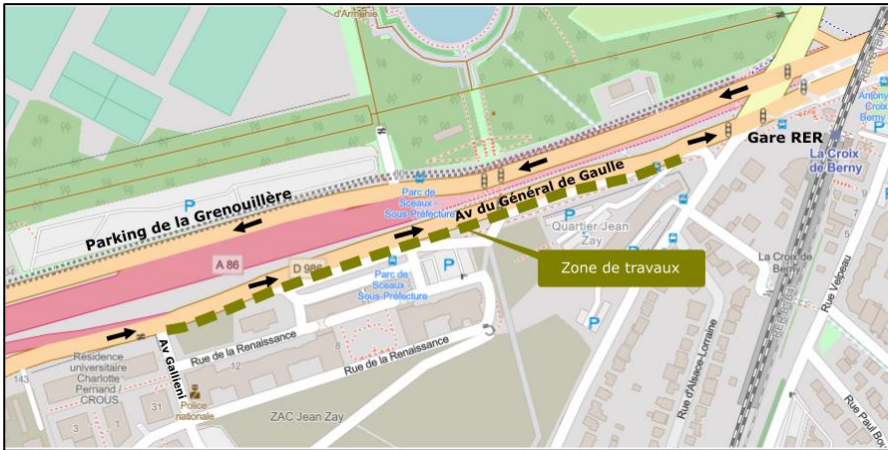 d'Arménie
Antony
Croix
Berny
P
Gare RER
La Croix
de Berny
P
Parking de la Grenouillère
Parc de
Sceaux -
Sous-Préfecture
Av du Général de Gaulle
P
Quartier Jean
Zay
A 86
D 986
Parc de
Sceaux
Sous-Préfecture
P
P
Zone de travaux
La Croix de
Berny
RER B
Rue Velpeau
143
Résidence
universitaire
Charlotte
Perriand /
CROUS
Av Gallieni
Rue de la Renaissance
8
12
Rue de la Renaissance
3
1
31
Police
nationale
ZAC Jean Zay
Rue d'Alsace-Lorraine
Rue Paul Bou